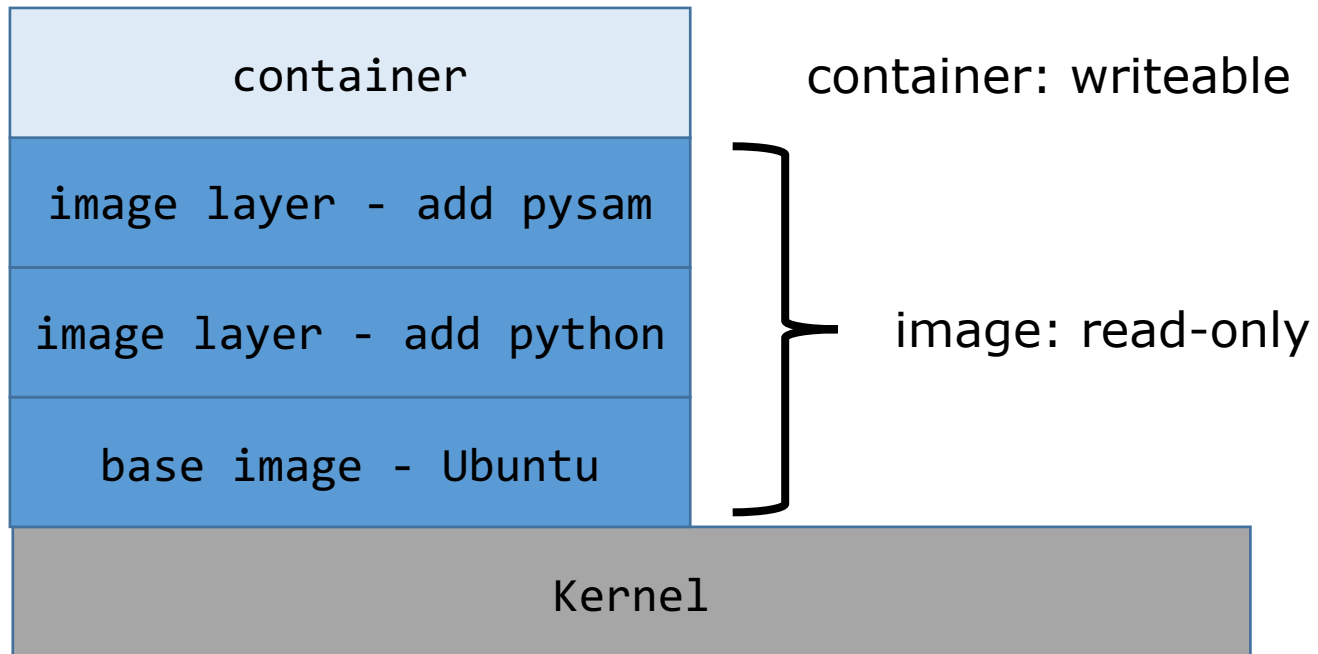 container
container: writeable
image layer - add pysam
image layer - add python
image: read-only
base image - Ubuntu
Kernel